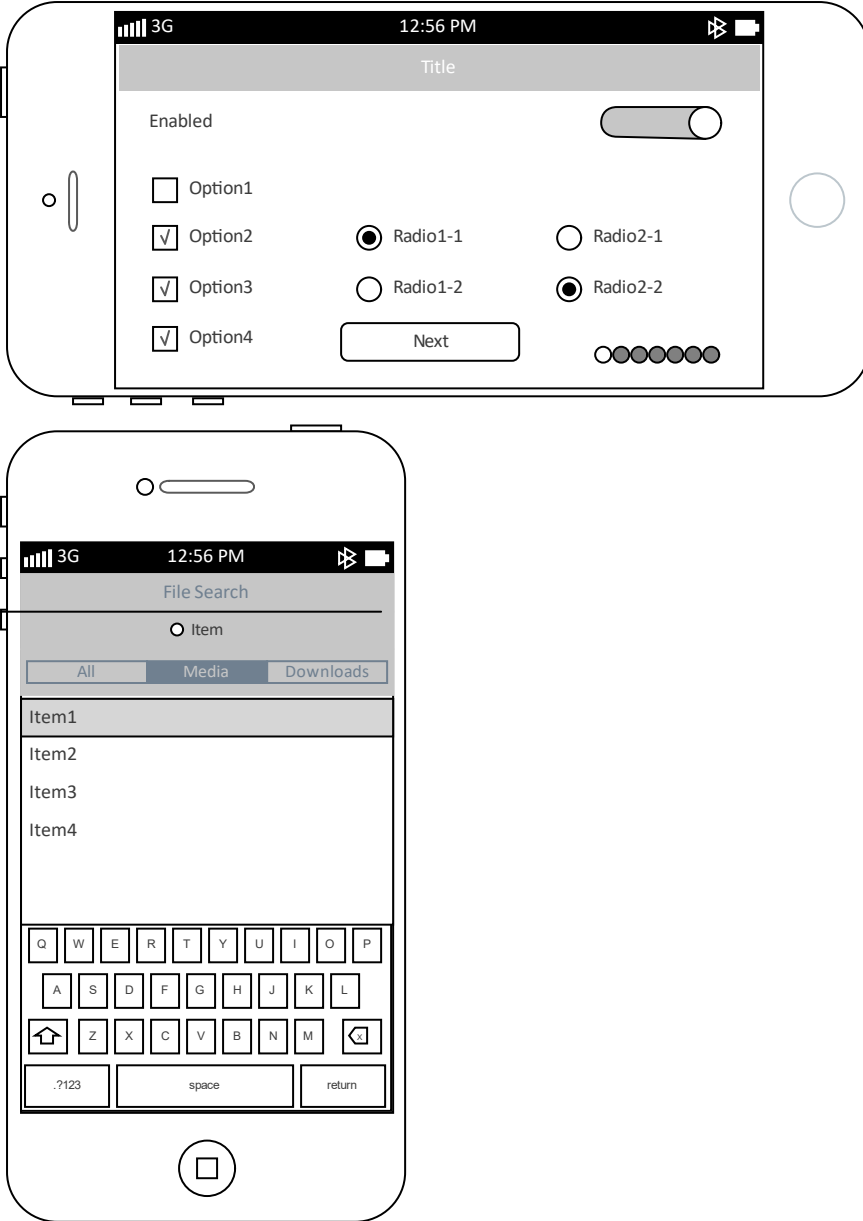 3G 12:56 PM
Title
Enabled
Option1
√ Option2 Radio1-1 Radio2-1
√ Option3 Radio1-2 Radio2-2
√ Option4 Next
3G 12:56 PM
File Search
Item
All Media Downloads
Item1
Item2
Item3
Item4
Q W E R T Y U I O P
A S D F G H J K L
Z X C V B N M x
.?123 space return